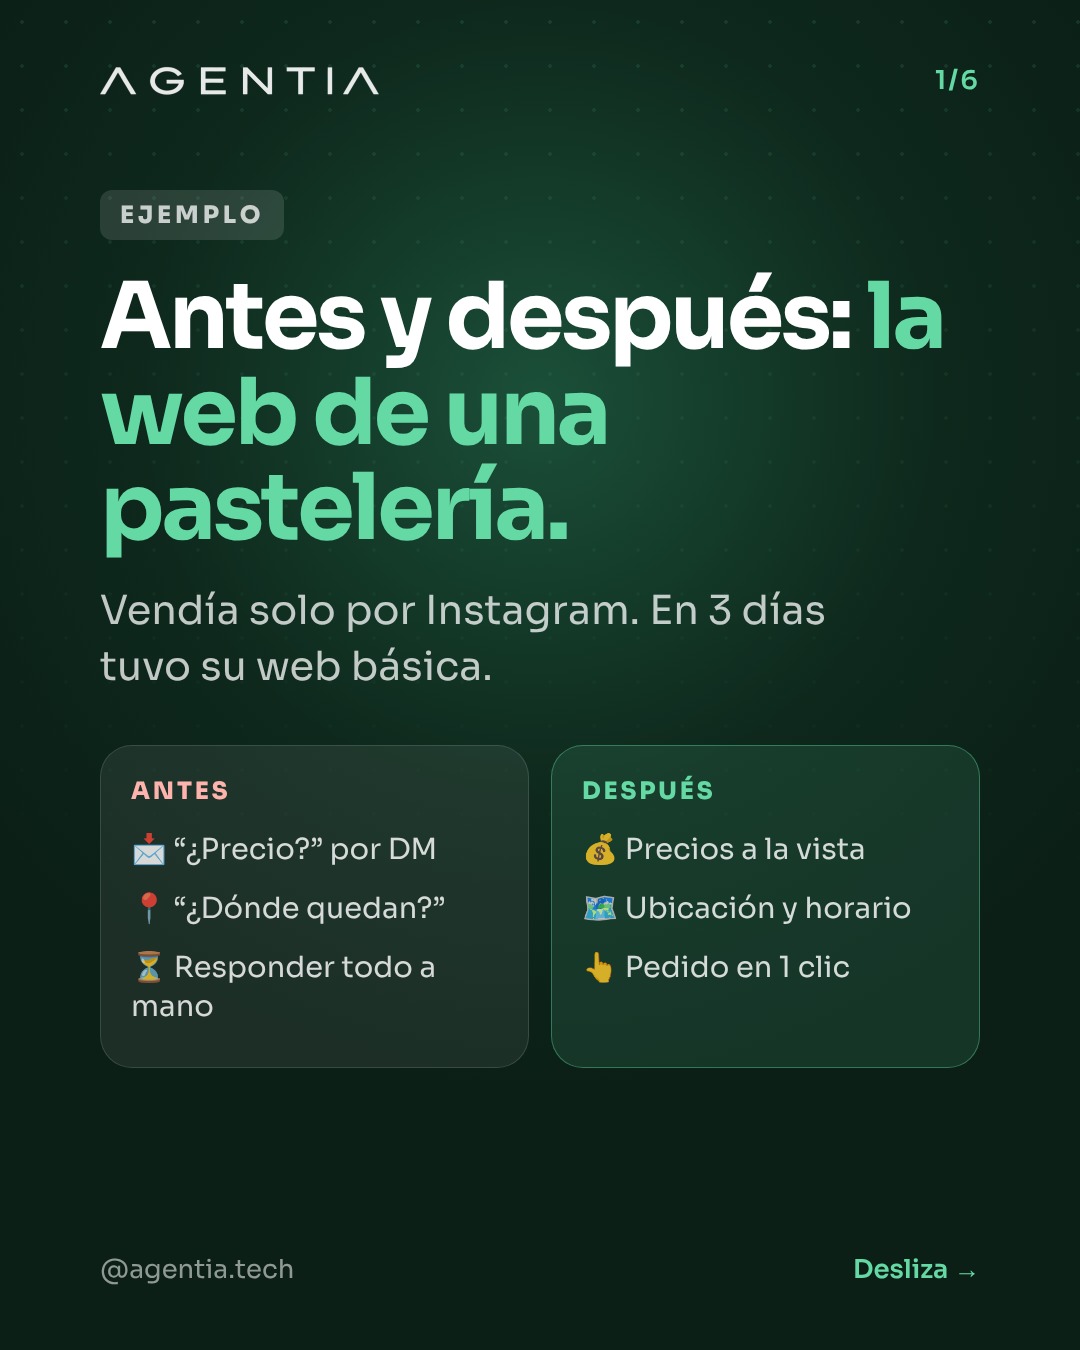 AGENTIA
1/6
EJEMPLO
Antes y después: la
web de una
pastelería.
Vendía solo por Instagram. En 3 días
tuvo su web básica.
ANTES
📩 “¿Precio?” por DM
📍 “¿Dónde quedan?”
⏳ Responder todo a
mano
DESPUÉS
💰 Precios a la vista
🗺️ Ubicación y horario
👆 Pedido en 1 clic
@agentia.tech
Desliza →